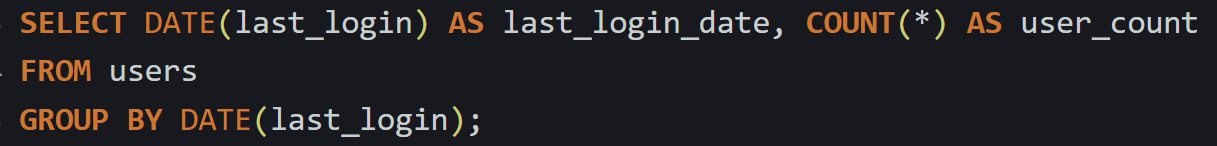 SELECT DATE(last_login) AS last_login_date, COUNT(*) AS user_count
FROM users
GROUP BY DATE(last_login);